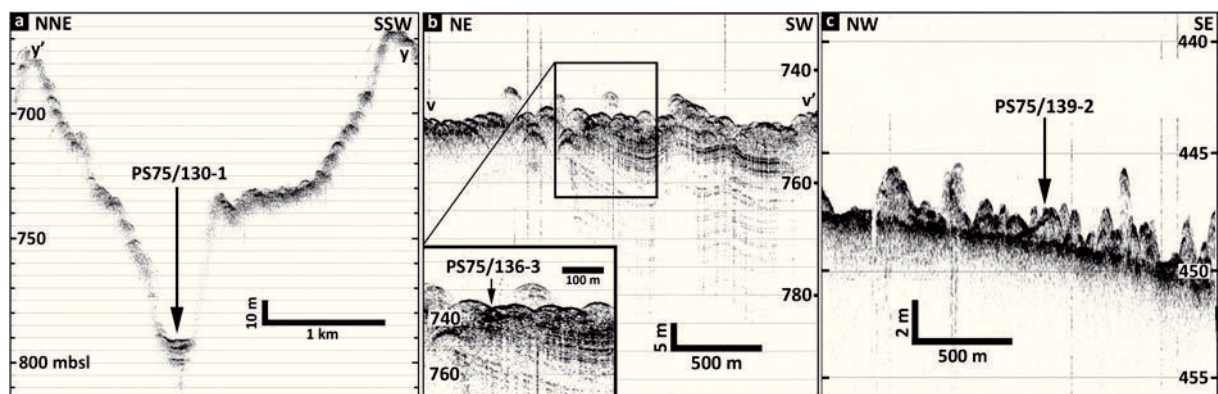 a NNE SSW
y' y
700
PS75/130-1
750
10 m
1 km
800 mbsl
b NE SW
740
v v'
760
780
5 m
500 m
PS75/136-3
100 m
740
760
c NW SE
440
PS75/139-2
445
450
2 m
500 m
455